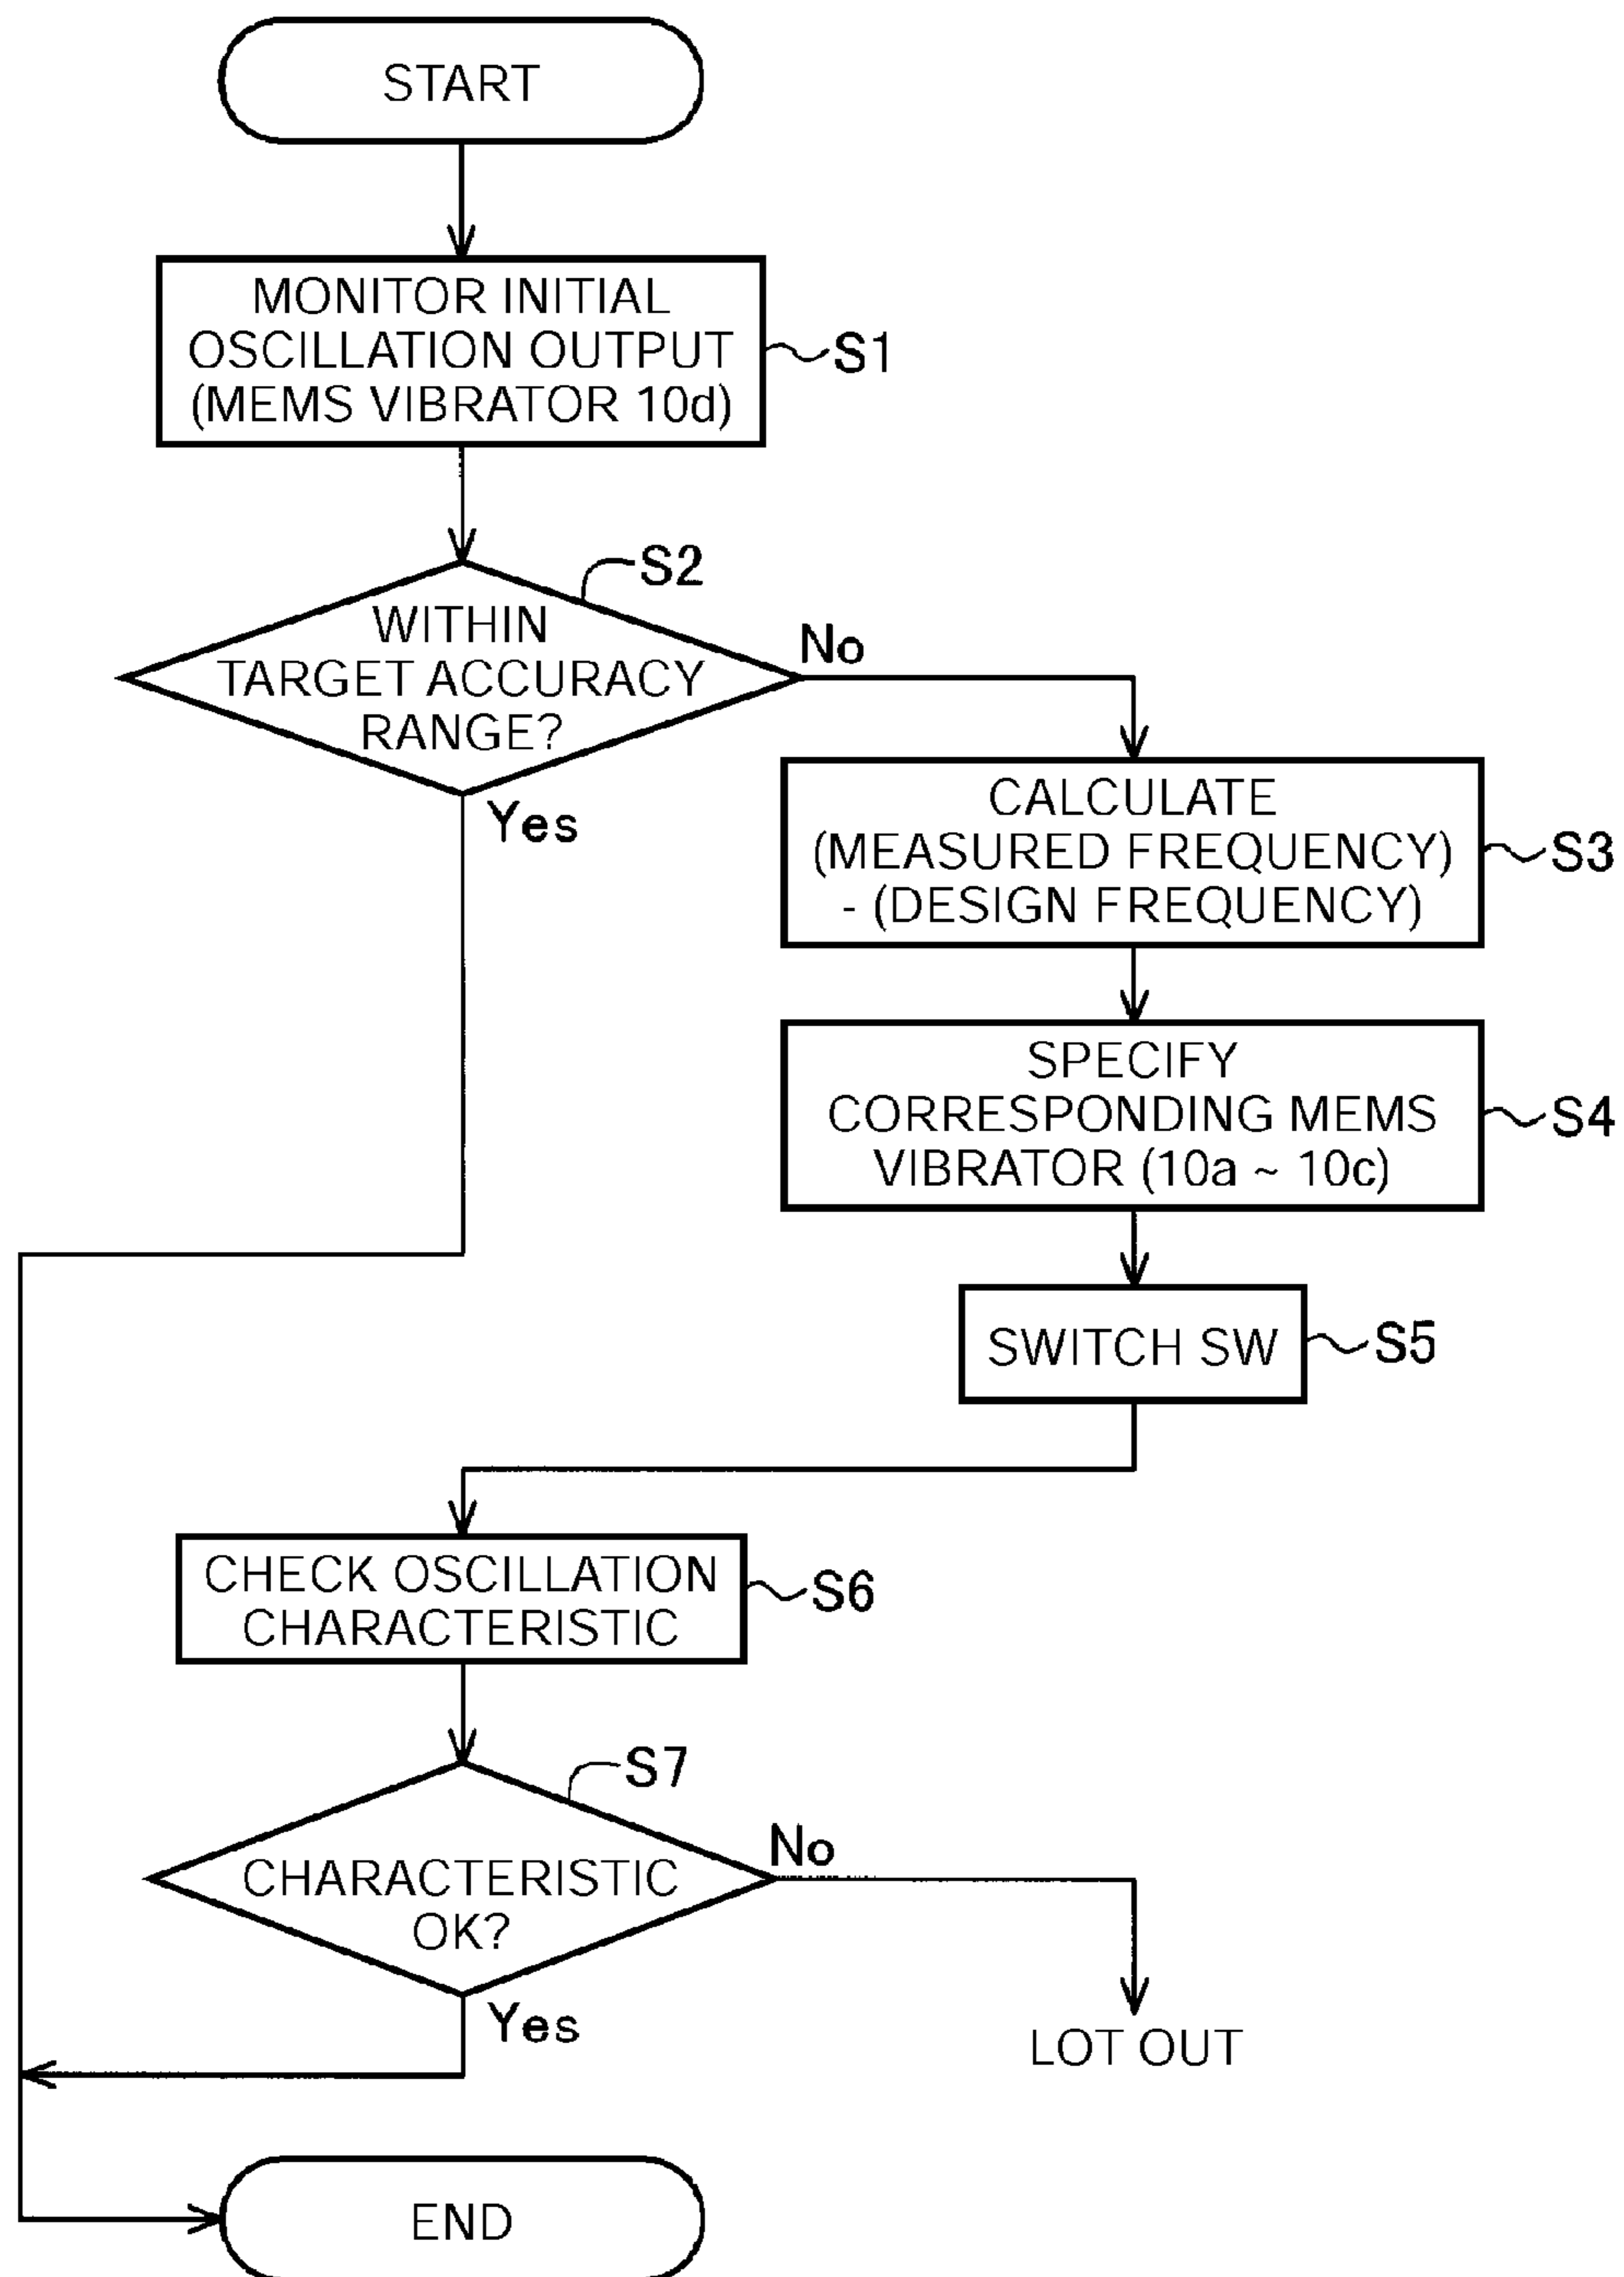 START
MONITOR INITIAL
OSCILLATION OUTPUT
(MEMS VIBRATOR 10d)
S1
S2
WITHIN
TARGET ACCURACY
RANGE?
No
Yes
CALCULATE
(MEASURED FREQUENCY)
- (DESIGN FREQUENCY)
S3
SPECIFY
CORRESPONDING MEMS
VIBRATOR (10a ~ 10c)
S4
SWITCH SW
S5
CHECK OSCILLATION
CHARACTERISTIC
S6
S7
CHARACTERISTIC
OK?
No
Yes
LOT OUT
END